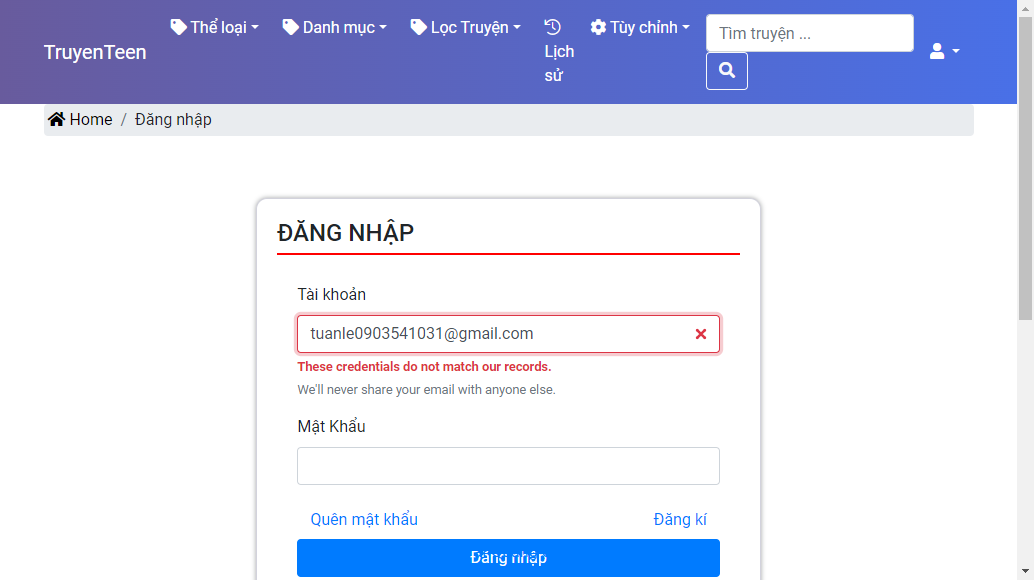 TruyenTeen
Thể loại
Danh mục
Lọc Truyện
Lịch
sử
Tùy chỉnh
Tìm truyện ...
Home / Đăng nhập
ĐĂNG NHẬP
Tài khoản
tuanle0903541031@gmail.com
These credentials do not match our records.
We'll never share your email with anyone else.
Mật Khẩu
Quên mật khẩu
Đăng kí
Đăng nhập